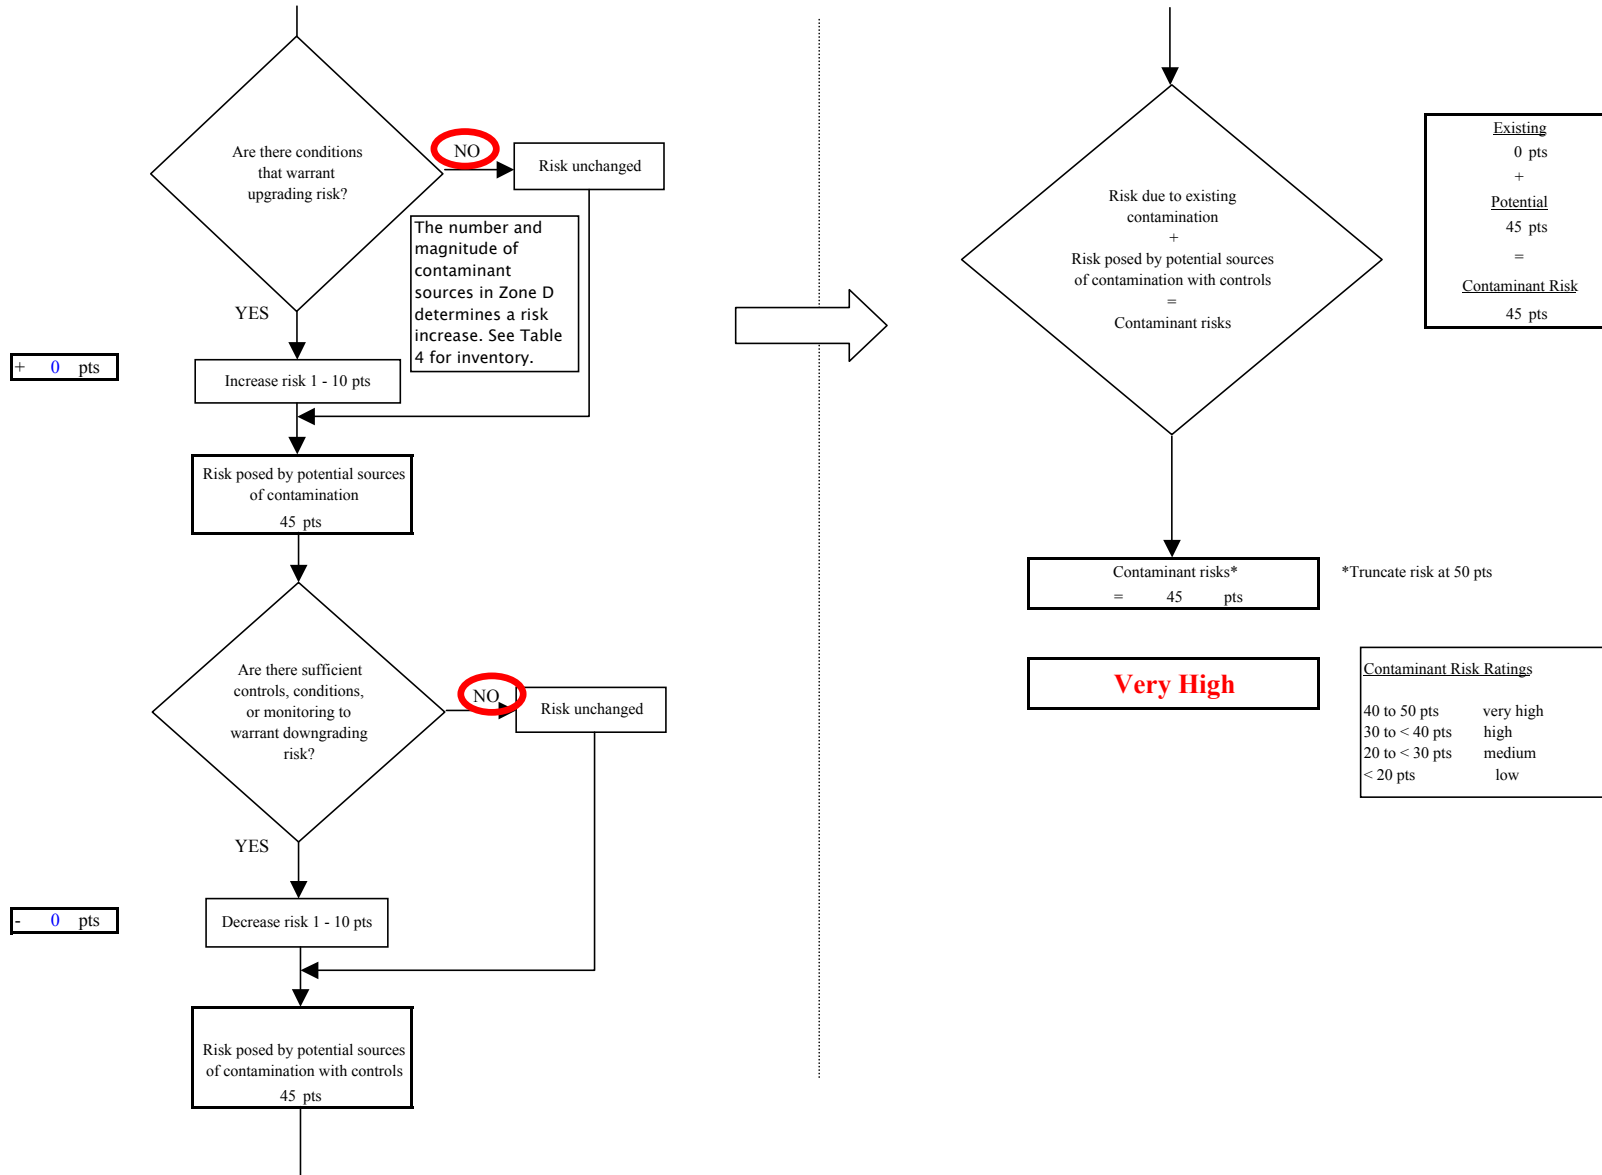 Are there conditions
that warrant
upgrading risk?
NO
Risk unchanged
The number and
magnitude of
contaminant
sources in Zone D
determines a risk
increase. See Table
4 for inventory.
YES
+ 0 pts
Increase risk 1 - 10 pts
Risk posed by potential sources
of contamination
45 pts
Are there sufficient
controls, conditions,
or monitoring to
warrant downgrading
risk?
NO
Risk unchanged
YES
- 0 pts
Decrease risk 1 - 10 pts
Risk posed by potential sources
of contamination with controls
45 pts
Risk due to existing
contamination
+
Risk posed by potential sources
of contamination with controls
=
Contaminant risks
Existing
0 pts
+
Potential
45 pts
=
Contaminant Risk
45 pts
Contaminant risks*
= 45 pts
*Truncate risk at 50 pts
Very High
Contaminant Risk Ratings
40 to 50 pts very high
30 to < 40 pts high
20 to < 30 pts medium
< 20 pts low